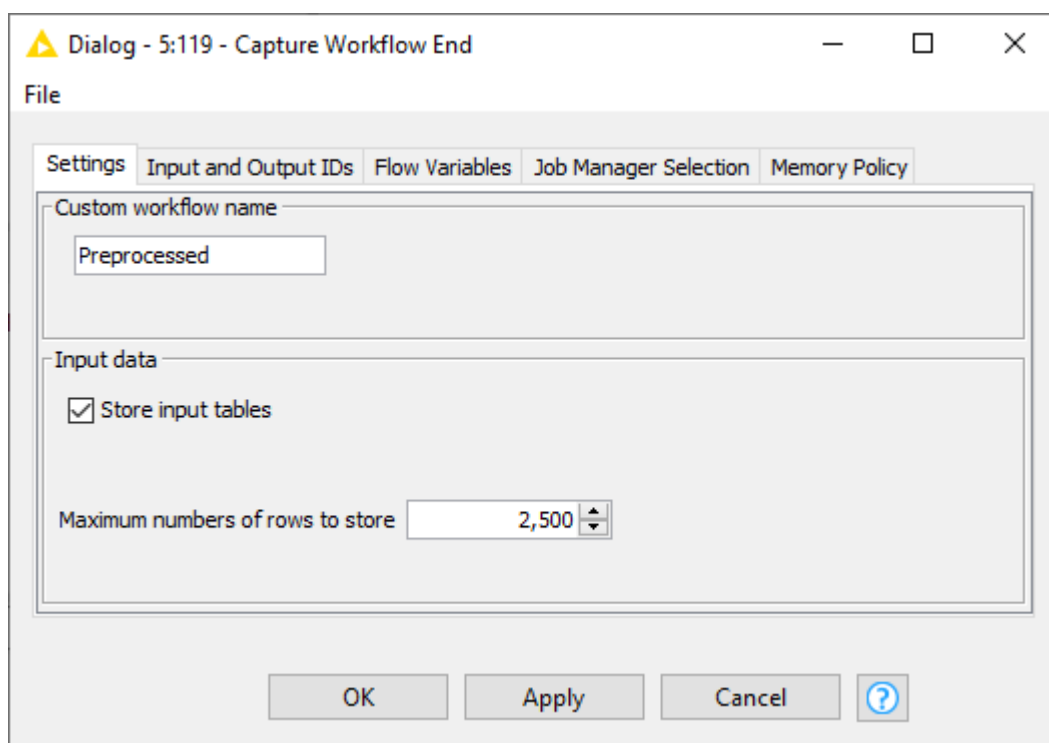 Dialog - 5:119 - Capture Workflow End
File
Settings Input and Output IDs Flow Variables Job Manager Selection Memory Policy
Custom workflow name
Preprocessed
Input data
Store input tables
Maximum numbers of rows to store 2,500
OK Apply Cancel ?